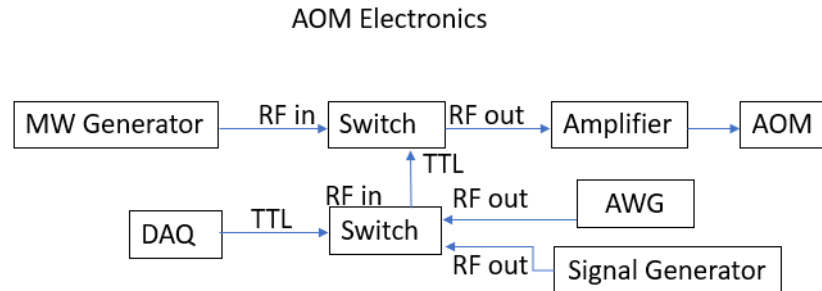 AOM Electronics
MW Generator
RF in
Switch
RF out
Amplifier
AOM
TTL
RF in
RF out
AWG
DAQ
TTL
Switch
RF out
Signal Generator